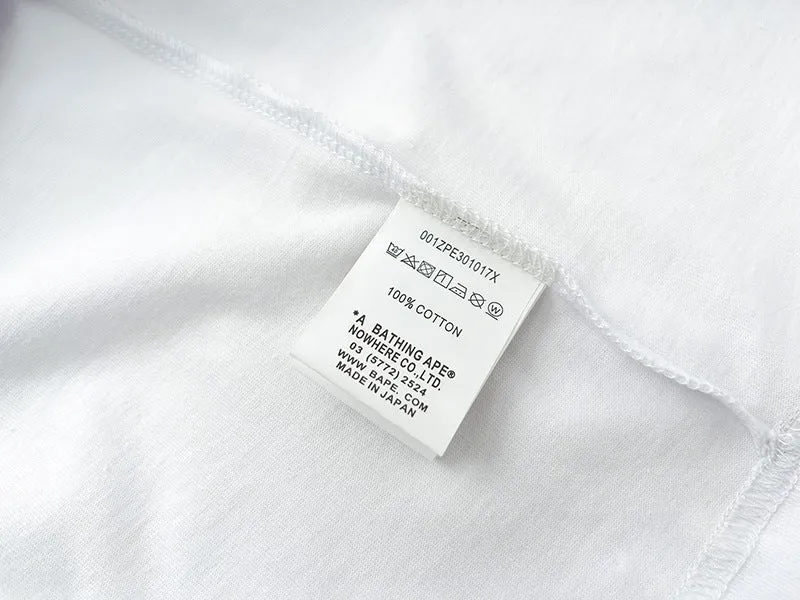 001ZPE301017X
W
100% COTTON
*A BATHING APE®
NOWHERE CO.,LTD.
03 (5772) 2524
WWW. BAPE. COM
MADE IN JAPAN